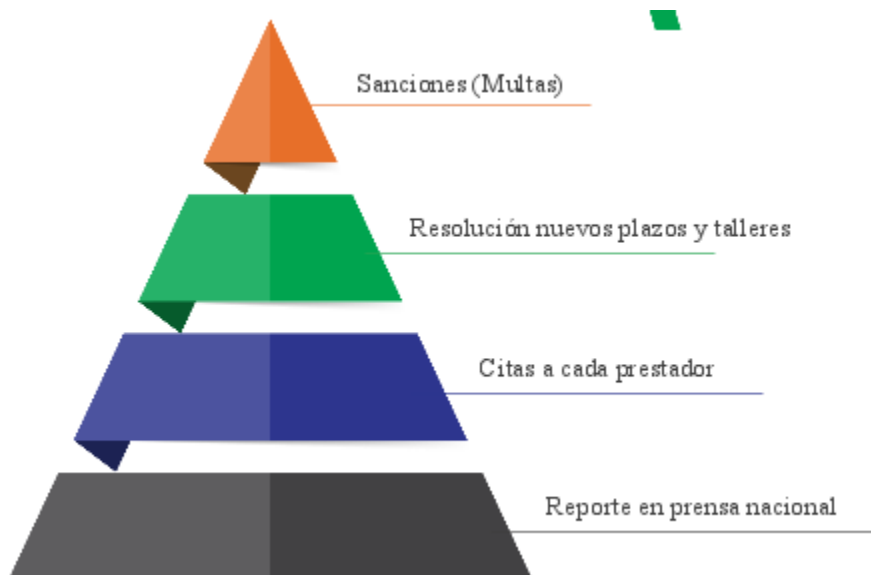 Sanciones (Multas)
Resolución nuevos plazos y talleres
Citas a cada prestador
Reporte en prensa nacional